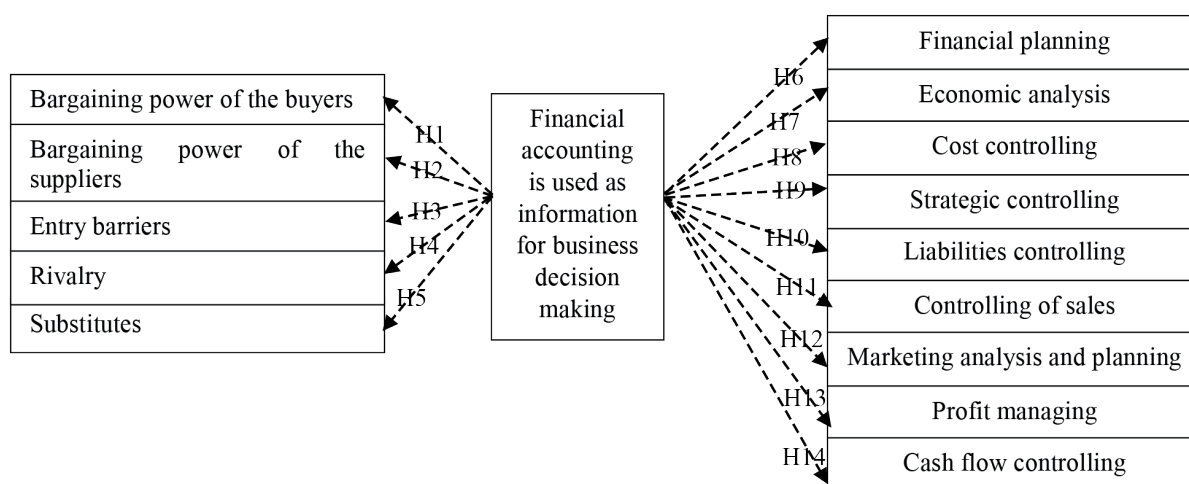 Bargaining power of the buyers
Bargaining power of the
suppliers
Entry barriers
Rivalry
Substitutes
H1
H2
H3
H4
H5
Financial
accounting
is used as
information
for business
decision
making
H6
H7
H8
H9
H10
H11
H12
H13
H14
Financial planning
Economic analysis
Cost controlling
Strategic controlling
Liabilities controlling
Controlling of sales
Marketing analysis and planning
Profit managing
Cash flow controlling